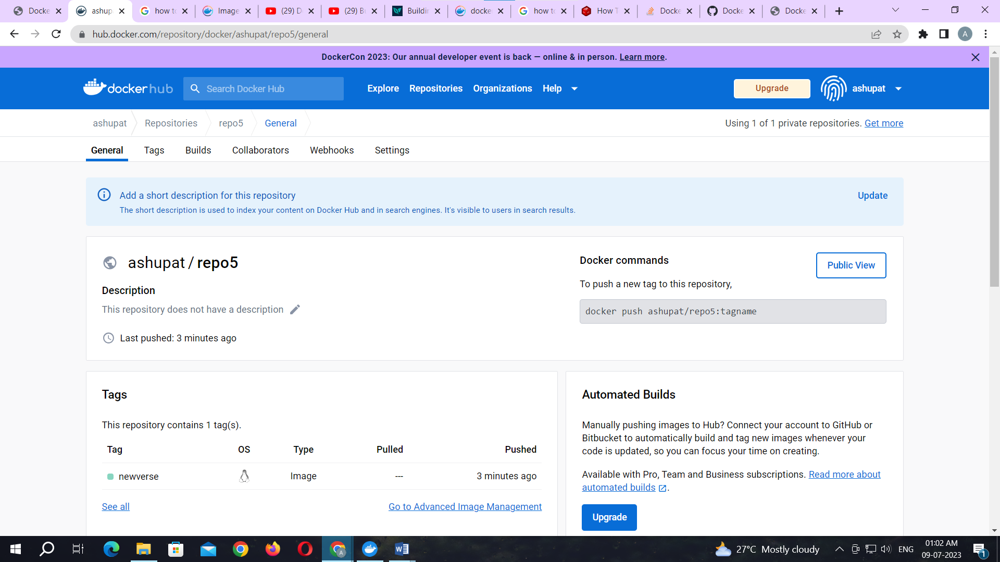 Docke
ashup
how to
Image
(29) D
(29) Bu
Buildin
docke
how to
How T
Docke
Docke
Docke
hub.docker.com/repository/docker/ashupat/repo5/general
A
DockerCon 2023: Our annual developer event is back — online & in person. Learn more.
docker hub
Search Docker Hub
Explore
Repositories
Organizations
Help
Upgrade
ashupat
ashupat
Repositories
repo5
General
Using 1 of 1 private repositories. Get more
General
Tags
Builds
Collaborators
Webhooks
Settings
Add a short description for this repository
Update
The short description is used to index your content on Docker Hub and in search engines. It's visible to users in search results.
ashupat / repo5
Description
This repository does not have a description
Last pushed: 3 minutes ago
Docker commands
Public View
To push a new tag to this repository,
docker push ashupat/repo5:tagname
Tags
This repository contains 1 tag(s).
Tag OS Type Pulled Pushed
newverse Image --- 3 minutes ago
See all
Go to Advanced Image Management
Automated Builds
Manually pushing images to Hub? Connect your account to GitHub or
Bitbucket to automatically build and tag new images whenever your
code is updated, so you can focus your time on creating.
Available with Pro, Team and Business subscriptions. Read more about
automated builds.
Upgrade
27°C Mostly cloudy
ENG
01:02 AM
09-07-2023
1